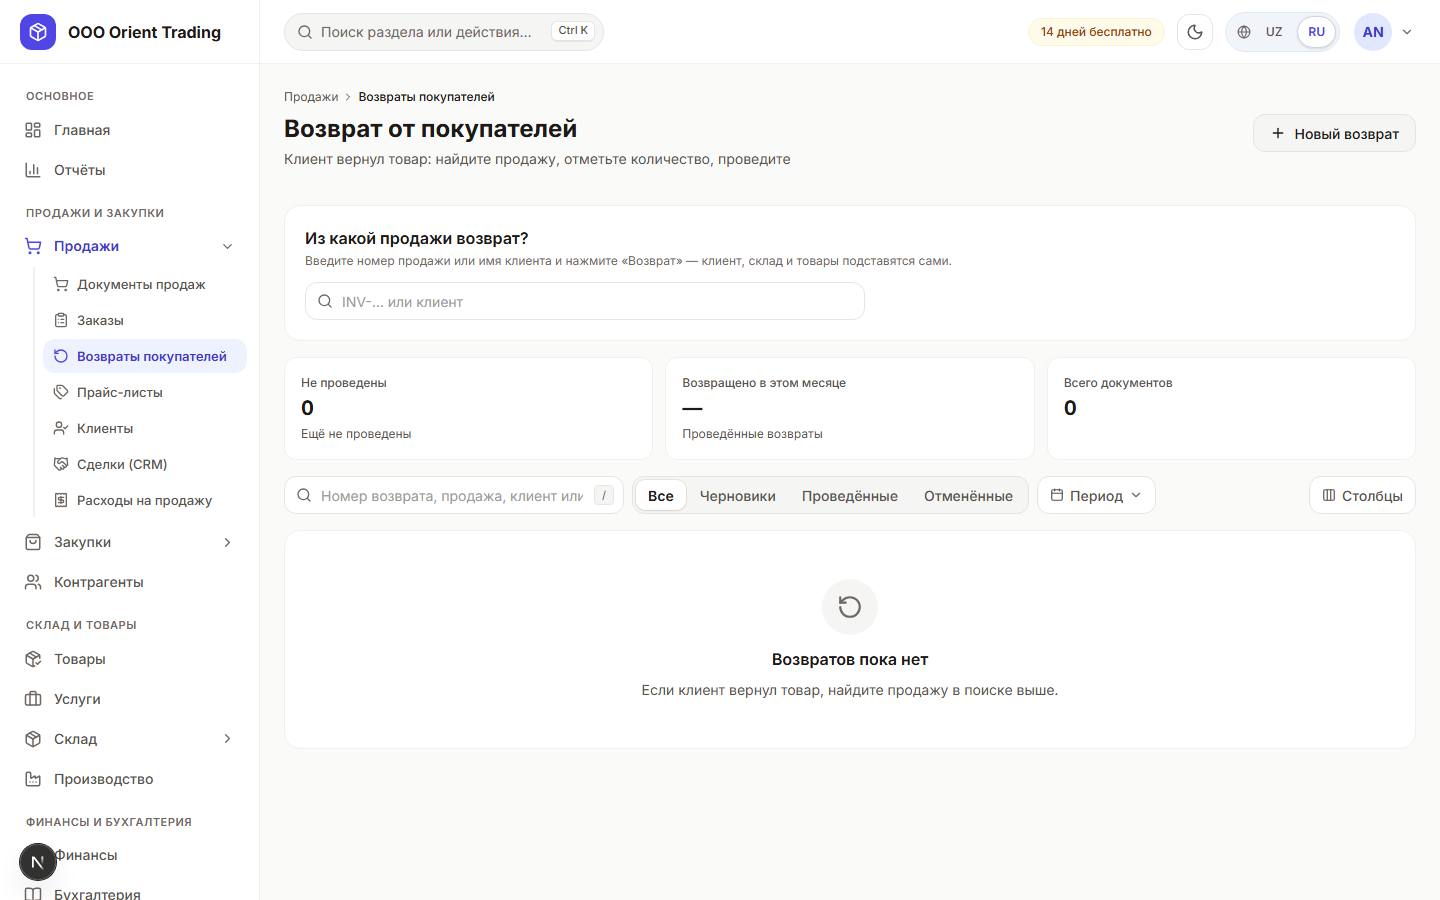 ООО Orient Trading
Поиск раздела или действия...
Ctrl K
14 дней бесплатно
UZ
RU
AN
ОСНОВНОЕ
Главная
Отчёты
ПРОДАЖИ И ЗАКУПКИ
Продажи
Документы продаж
Заказы
Возвраты покупателей
Прайс-листы
Клиенты
Сделки (CRM)
Расходы на продажу
Закупки
Контрагенты
СКЛАД И ТОВАРЫ
Товары
Услуги
Склад
Производство
ФИНАНСЫ И БУХГАЛТЕРИЯ
Финансы
Бухгалтерия
N
Продажи > Возвраты покупателей
Возврат от покупателей
Клиент вернул товар: найдите продажу, отметьте количество, проведите
Новый возврат
Из какой продажи возврат?
Введите номер продажи или имя клиента и нажмите «Возврат» — клиент, склад и товары подставятся сами.
INV-... или клиент
Не проведены
0
Ещё не проведены
Возвращено в этом месяце
—
Проведённые возвраты
Всего документов
0
Номер возврата, продажа, клиент или
/
Все
Черновики
Проведённые
Отменённые
Период
Столбцы
Возвратов пока нет
Если клиент вернул товар, найдите продажу в поиске выше.